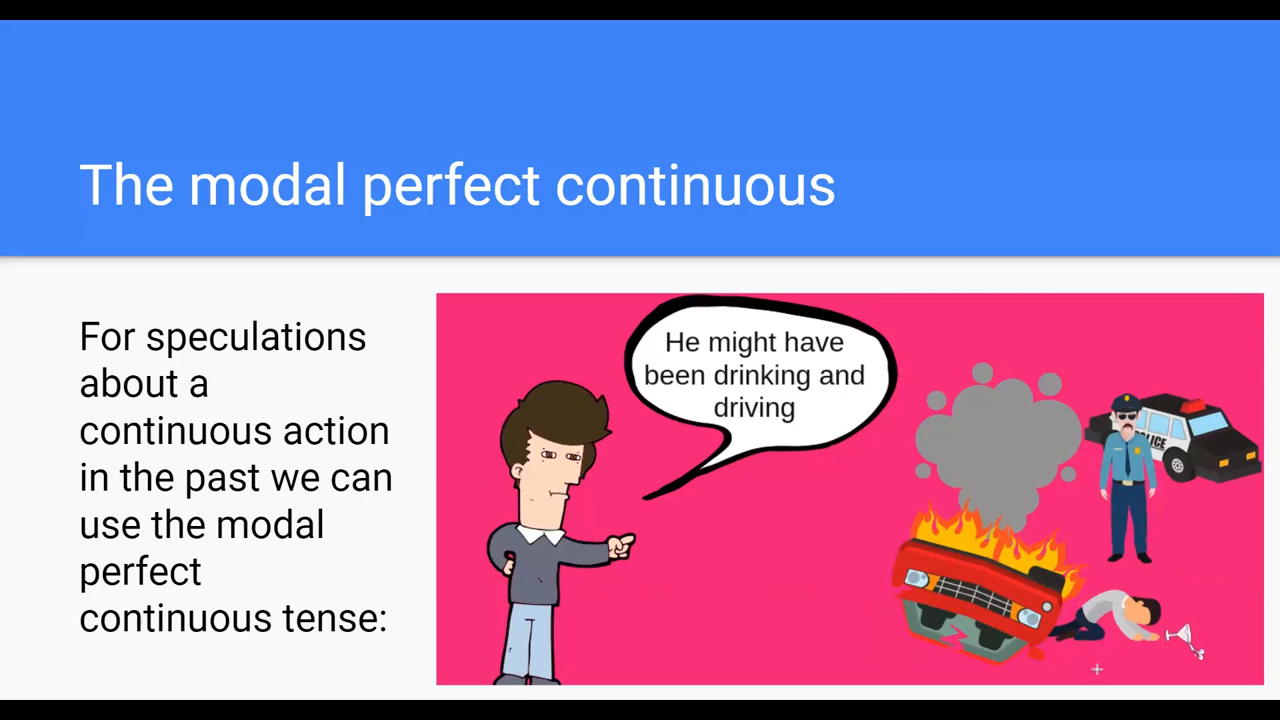 The modal perfect continuous
For speculations
about a
continuous action
in the past we can
use the modal
perfect
continuous tense:
He might have
been drinking and
driving
POLICE